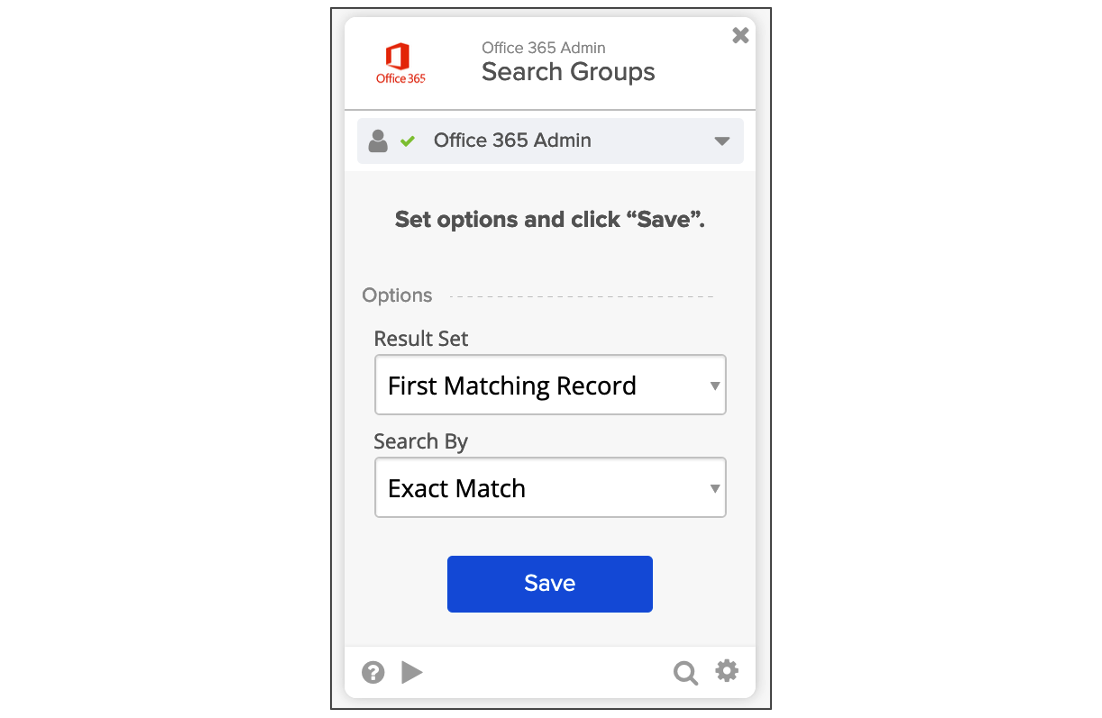 Office 365
Office 365 Admin
Search Groups
Office 365 Admin
Set options and click “Save”.
Options
Result Set
First Matching Record
Search By
Exact Match
Save